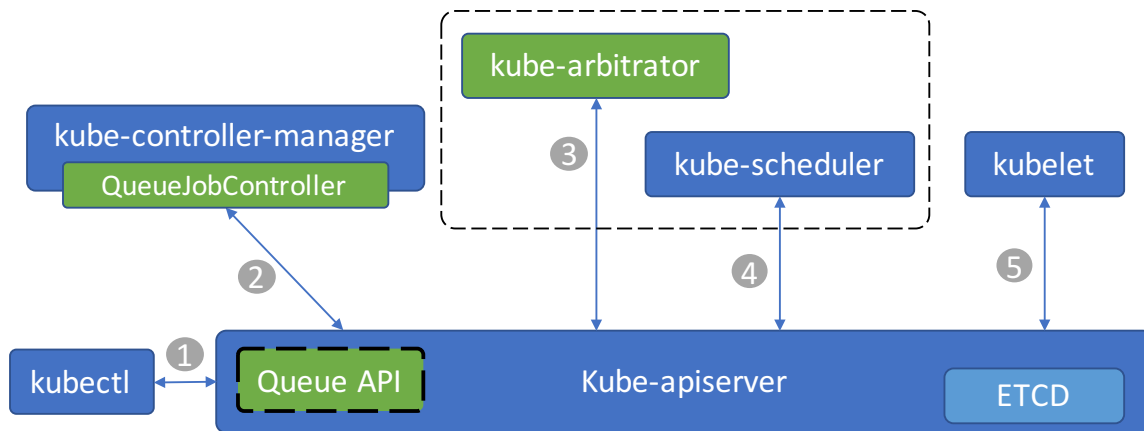 kube-arbitrator
kube-controller-manager
QueueJobController
3
kube-scheduler
kubelet
2
4
5
1
kubectl
Queue API
Kube-apiserver
ETCD